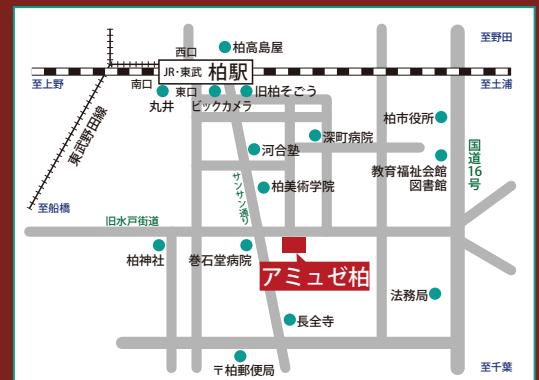 至野田
西口
柏高島屋
JR・東武 柏駅
至上野
南口
東口
旧柏そごう
至土浦
丸井
ビックカメラ
東武野田線
柏市役所
深町病院
国道16号
河合塾
教育福祉会館
図書館
サンサン通り
柏美術学院
至船橋
旧水戸街道
柏神社
巻石堂病院
アミュゼ柏
法務局
長全寺
〒柏郵便局
至千葉